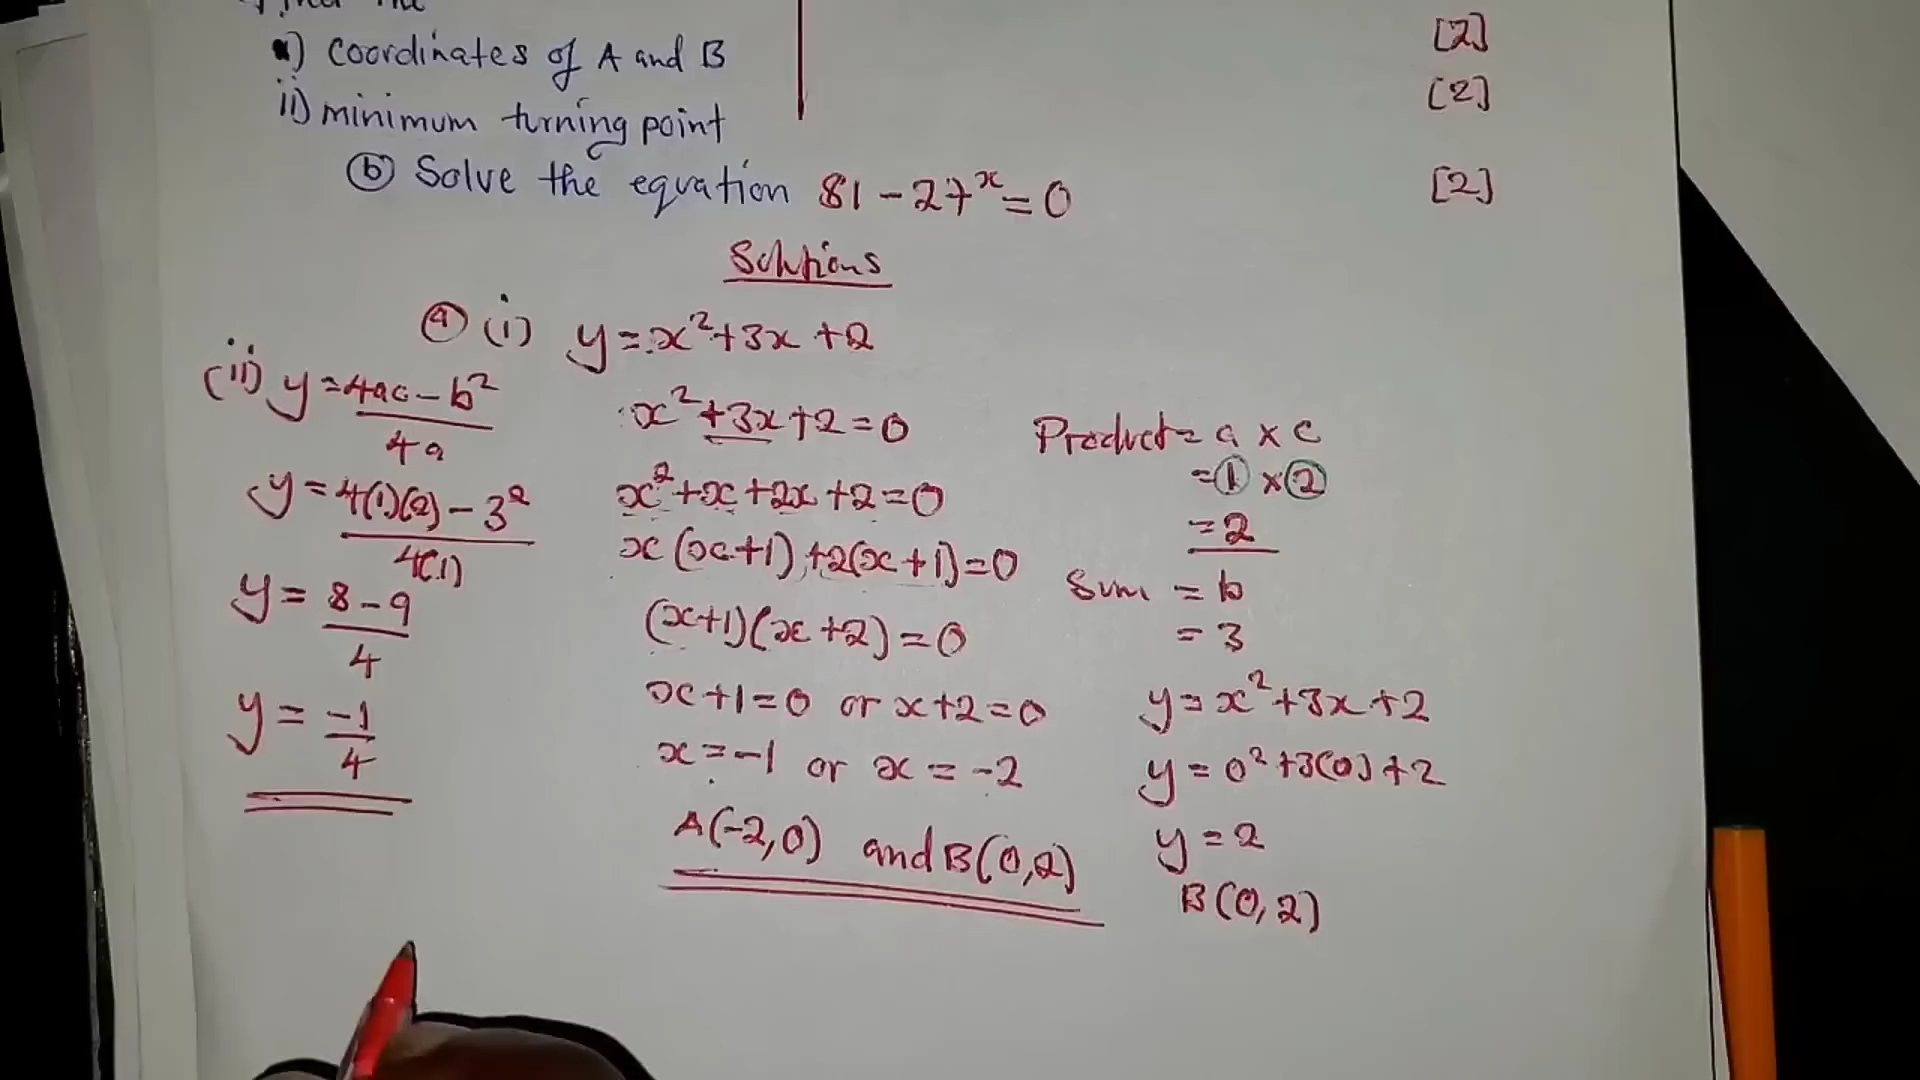 i) coordinates of A and B [2]
ii) minimum turning point [2]
(b) Solve the equation 81 - 27^x = 0 [2]
Solutions
(a) (i) y = x² + 3x + 2
x² + 3x + 2 = 0
x² + x + 2x + 2 = 0
x(x+1) + 2(x+1) = 0
(x+1)(x+2) = 0
x+1 = 0 or x+2 = 0
x = -1 or x = -2
A(-2,0) and B(0,2)
Product = a × c
= 1 × 2
= 2
Sum = b
= 3
y = x² + 3x + 2
y = 0² + 3(0) + 2
y = 2
B(0,2)
(ii) y = 4ac - b² / 4a
y = 4(1)(2) - 3² / 4(1)
y = 8 - 9 / 4
y = -1 / 4